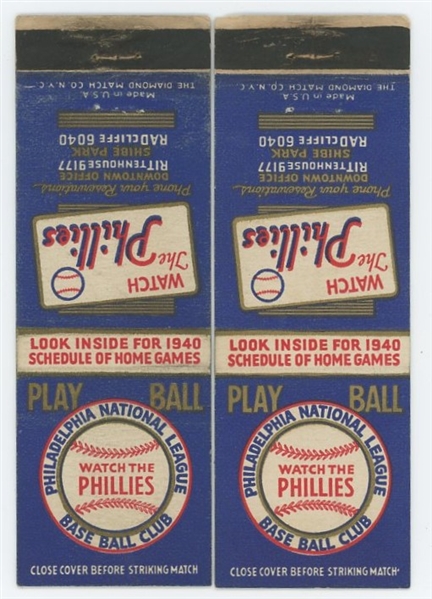 THE DIAMOND MATCH CO. N.Y.C.
Made in U.S.A.
RADCLIFFE 6040
SHIBE PARK
RITTENHOUSE 9177
DOWNTOWN OFFICE
Phone your Reservations
The Phillies
WATCH
LOOK INSIDE FOR 1940
SCHEDULE OF HOME GAMES
PLAY BALL
PHILADELPHIA NATIONAL LEAGUE
WATCH THE
PHILLIES
BASE BALL CLUB
CLOSE COVER BEFORE STRIKING MATCH
THE DIAMOND MATCH CO. N.Y.C.
Made in U.S.A.
RADCLIFFE 6040
SHIBE PARK
RITTENHOUSE 9177
DOWNTOWN OFFICE
Phone your Reservations
The Phillies
WATCH
LOOK INSIDE FOR 1940
SCHEDULE OF HOME GAMES
PLAY BALL
PHILADELPHIA NATIONAL LEAGUE
WATCH THE
PHILLIES
BASE BALL CLUB
CLOSE COVER BEFORE STRIKING MATCH